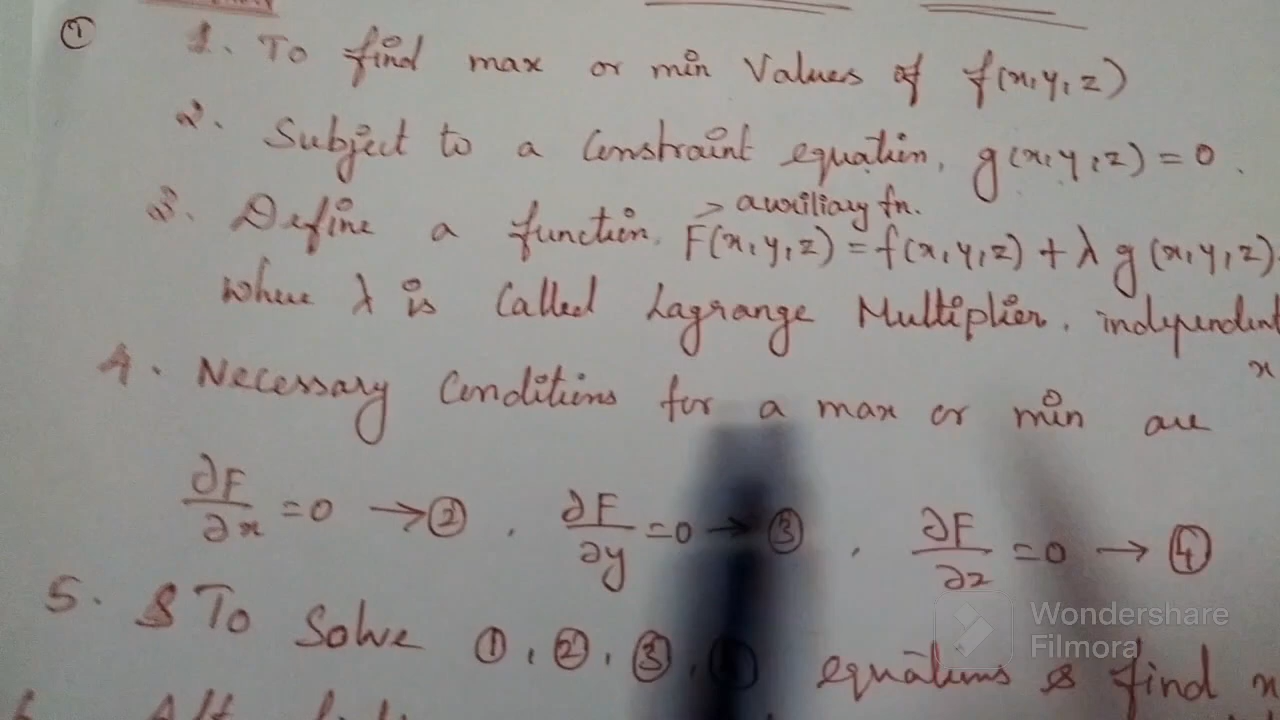 ① 1. To find max or min Values of f(x,y,z)
2. Subject to a Constraint equation, g(x,y,z) = 0.
3. Define a function, F(x,y,z) = f(x,y,z) + λ g(x,y,z).
→ auxiliary fn.
where λ is called Lagrange Multiplier. independent
x
4. Necessary Conditions for a max or min are
∂F/∂x = 0 → ②, ∂F/∂y = 0 → ③, ∂F/∂z = 0 → ④
5. To Solve ①, ②, ③, equations & find x
Wondershare
Filmora